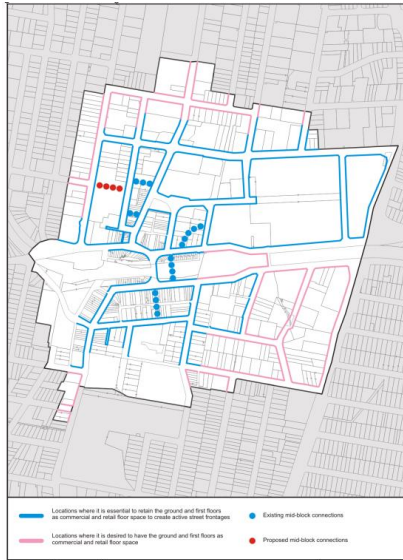 Locations where it is essential to retain the ground and first floors
as commercial and retail floor space to create active street frontages
Existing mid-block connections
Locations where it is desired to have the ground and first floors as
commercial and retail floor space
Proposed mid-block connections